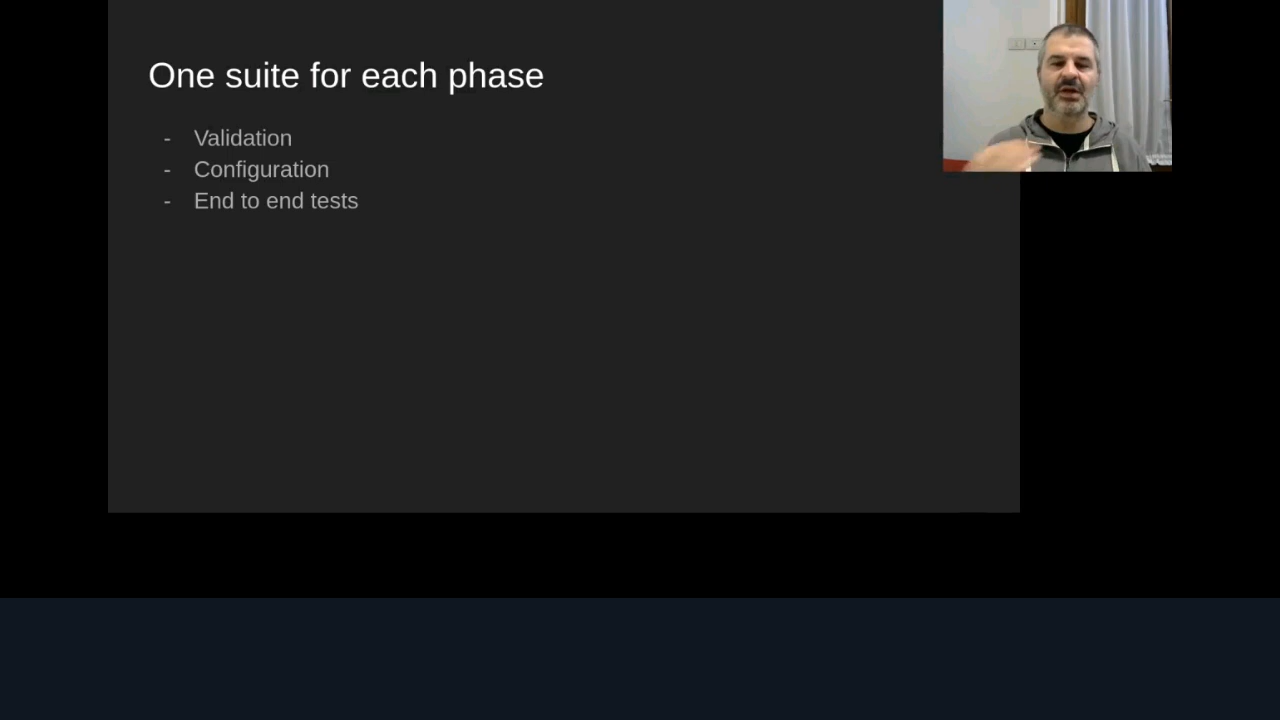 One suite for each phase
- Validation
- Configuration
- End to end tests